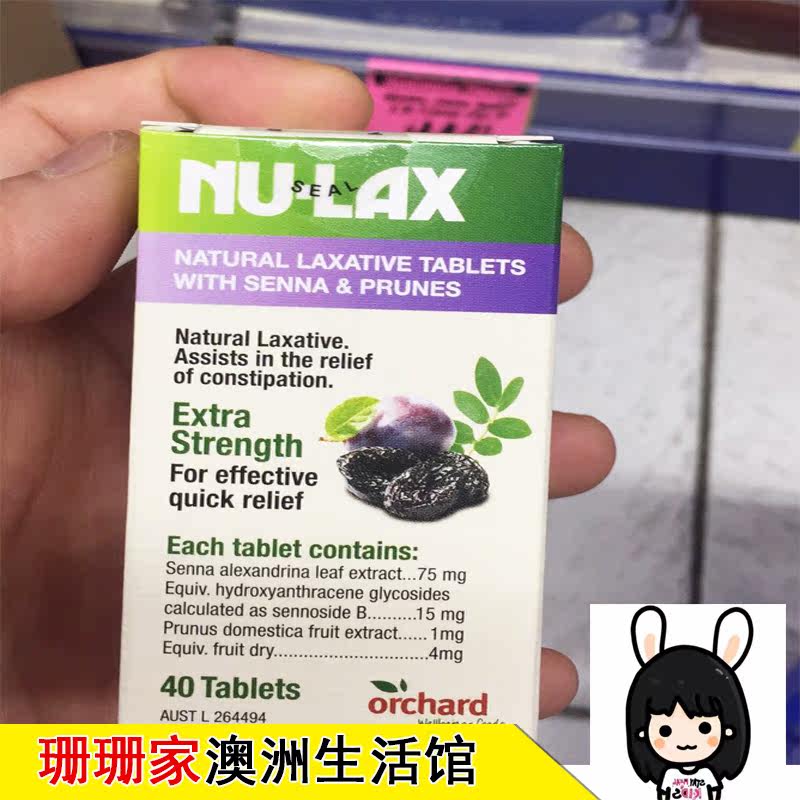 NU-LAX
SEAL
NATURAL LAXATIVE TABLETS
WITH SENNA & PRUNES
Natural Laxative.
Assists in the relief
of constipation.
Extra
Strength
For effective
quick relief
Each tablet contains:
Senna alexandrina leaf extract...75 mg
Equiv. hydroxyanthracene glycosides
calculated as sennoside B..........15 mg
Prunus domestica fruit extract...... 1mg
Equiv. fruit dry...............................4mg
40 Tablets
AUST L 264494
orchard
珊珊家澳洲生活馆